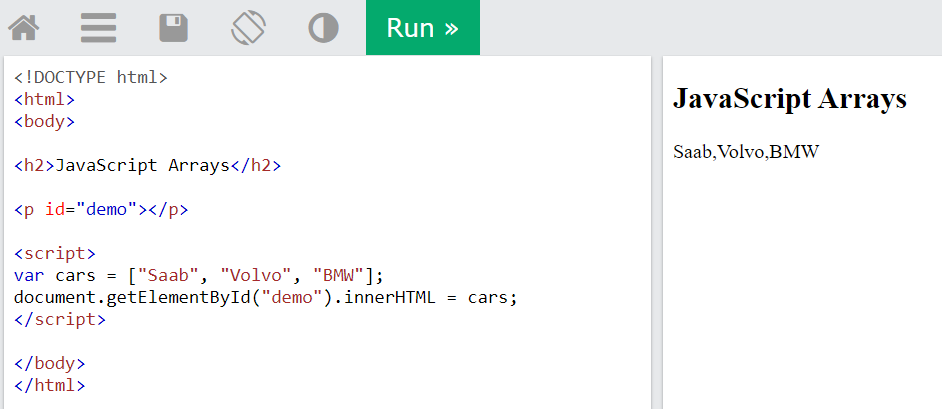 Run »
<!DOCTYPE html>
<html>
<body>
<h2>JavaScript Arrays</h2>
<p id="demo"></p>
<script>
var cars = ["Saab", "Volvo", "BMW"];
document.getElementById("demo").innerHTML = cars;
</script>
</body>
</html>
JavaScript Arrays
Saab,Volvo,BMW